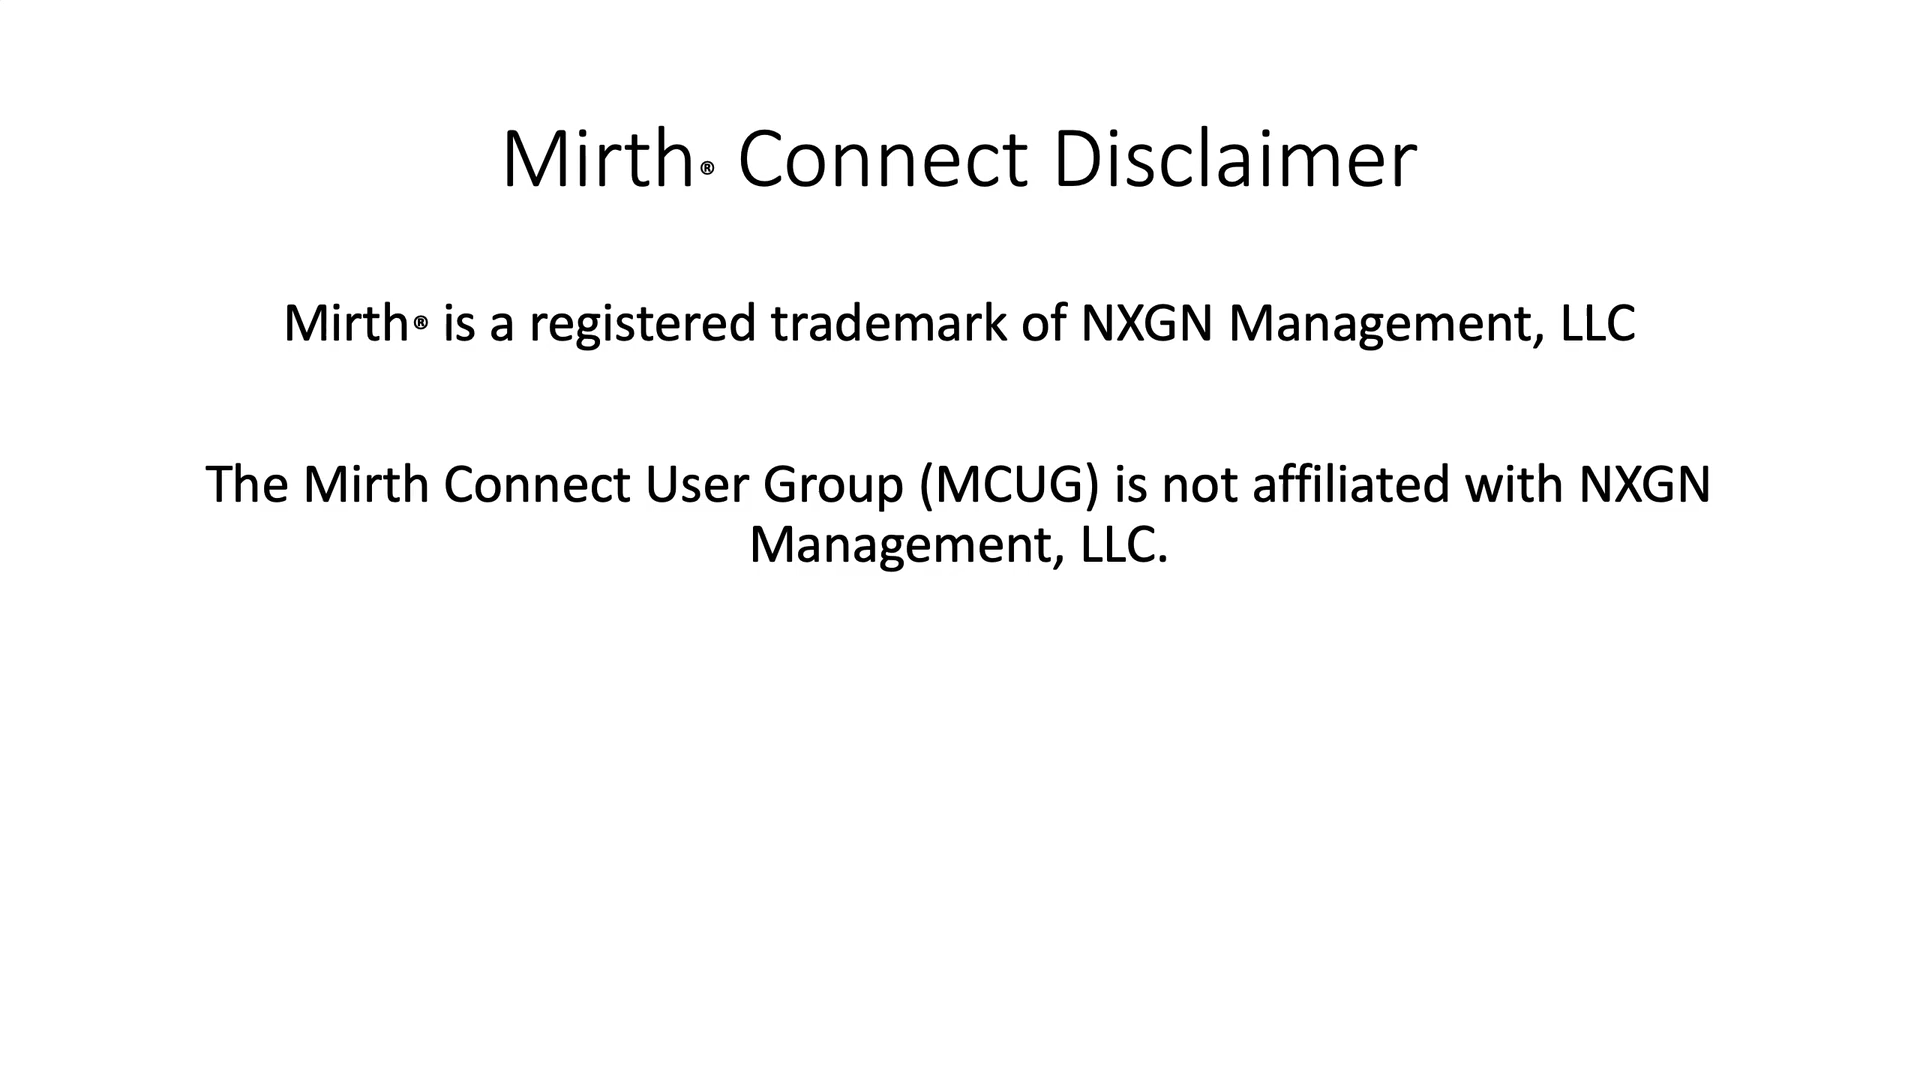 Mirth® Connect Disclaimer
Mirth® is a registered trademark of NXGN Management, LLC
The Mirth Connect User Group (MCUG) is not affiliated with NXGN
Management, LLC.